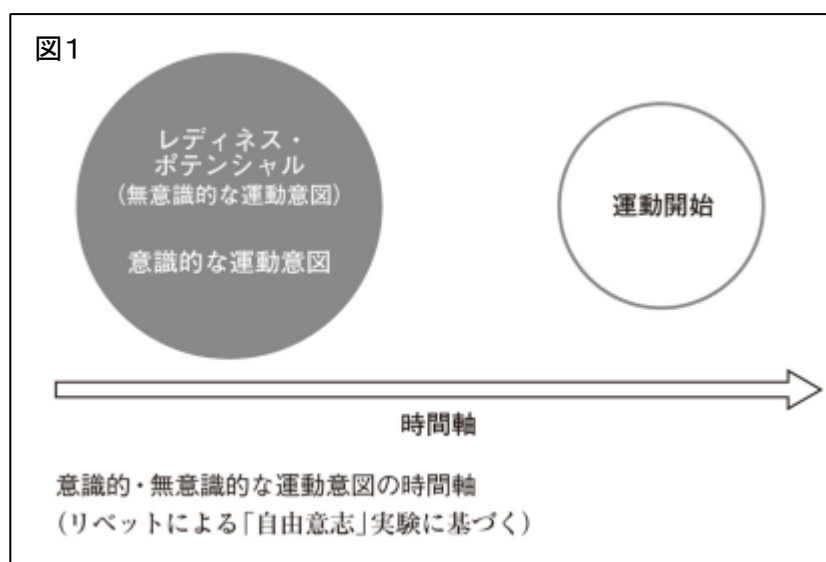 図1
レディネス・
ポテンシャル
(無意識的な運動意図)
意識的な運動意図
運動開始
時間軸
意識的・無意識的な運動意図の時間軸
(リベットによる「自由意志」実験に基づく)